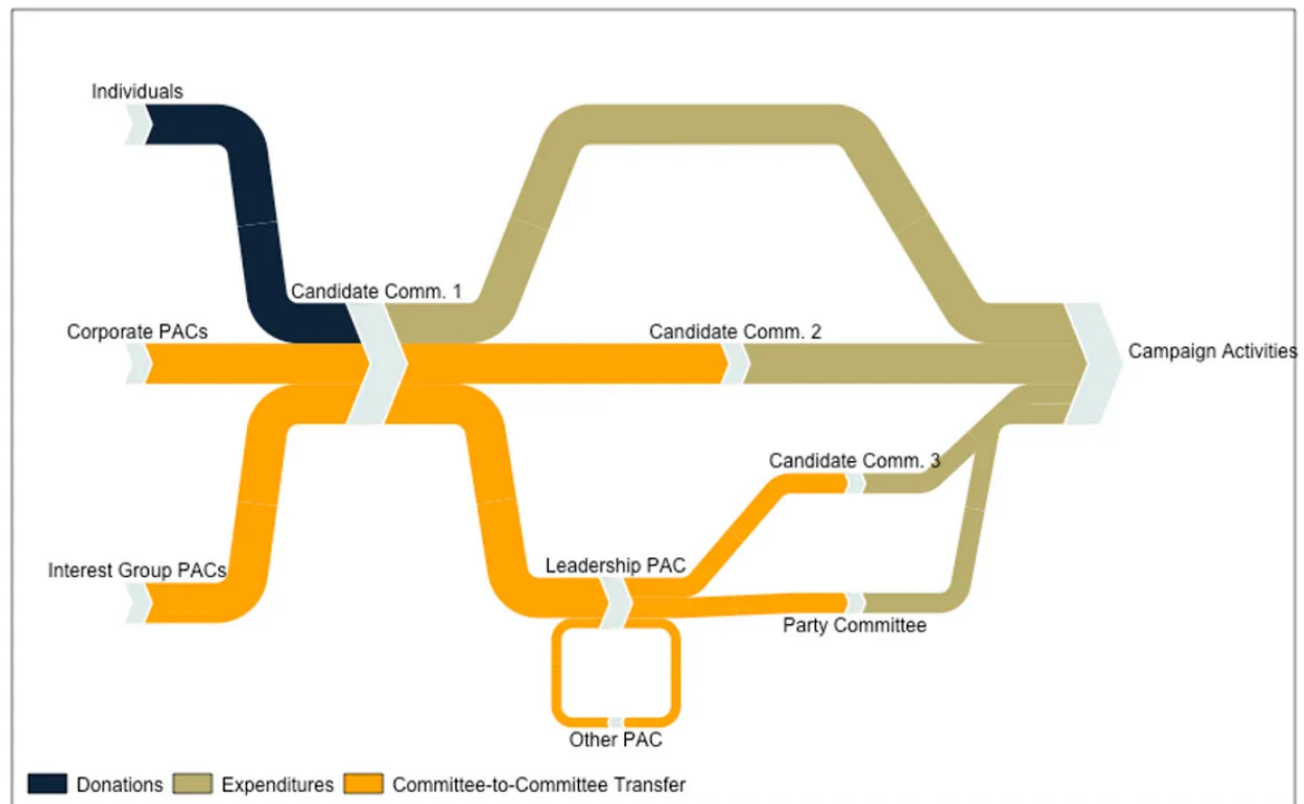 Individuals
Candidate Comm. 1
Corporate PACs
Candidate Comm. 2
Campaign Activities
Candidate Comm. 3
Interest Group PACs
Leadership PAC
Party Committee
Other PAC
Donations
Expenditures
Committee-to-Committee Transfer